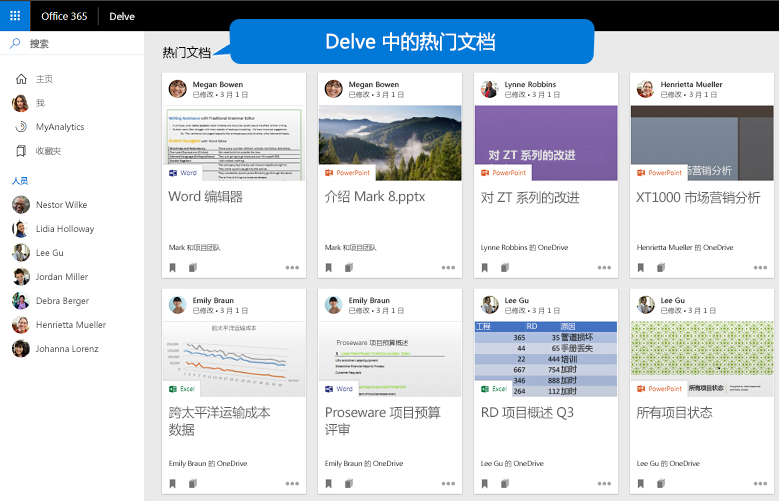 Office 365 Delve
Delve 中的热门文档
搜索
主页
我
MyAnalytics
收藏夹
人员
Nestor Wilke
Lidia Holloway
Lee Gu
Jordan Miller
Debra Berger
Henrietta Mueller
Johanna Lorenz
热门文档
Megan Bowen
已修改 • 3 月 1 日
Writing Assistance with Traditional Grammar Editor
Word
Word 编辑器
Mark 和项目团队
Megan Bowen
已修改 • 3 月 1 日
PowerPoint
介绍 Mark 8.pptx
Mark 和项目团队
Lynne Robbins
已修改 • 3 月 1 日
对 ZT 系列的改进
PowerPoint
对 ZT 系列的改进
Lynne Robbins 的 OneDrive
Henrietta Mueller
已修改 • 3 月 1 日
场营销分析
PowerPoint
XT1000 市场营销分析
Henrietta Mueller 的 OneDrive
Emily Braun
已修改 • 3 月 1 日
跨太平洋运输成本
Excel
跨太平洋运输成本
数据
Emily Braun 的 OneDrive
Emily Braun
已修改 • 3 月 1 日
Proseware 项目预算概述
Customer Requests
Word
Proseware 项目预算
评审
Emily Braun 的 OneDrive
Lee Gu
已修改 • 3 月 1 日
工程 RD 原因
365 35 管道损坏
44 65 手册丢失
22 444 培训
667 754 加时
346 888 加时
264 112 加时
Excel
RD 项目概述 Q3
Lee Gu 的 OneDrive
Lee Gu
已修改 • 3 月 1 日
PowerPoint
所有项目状态
所有项目状态
Lee Gu 的 OneDrive